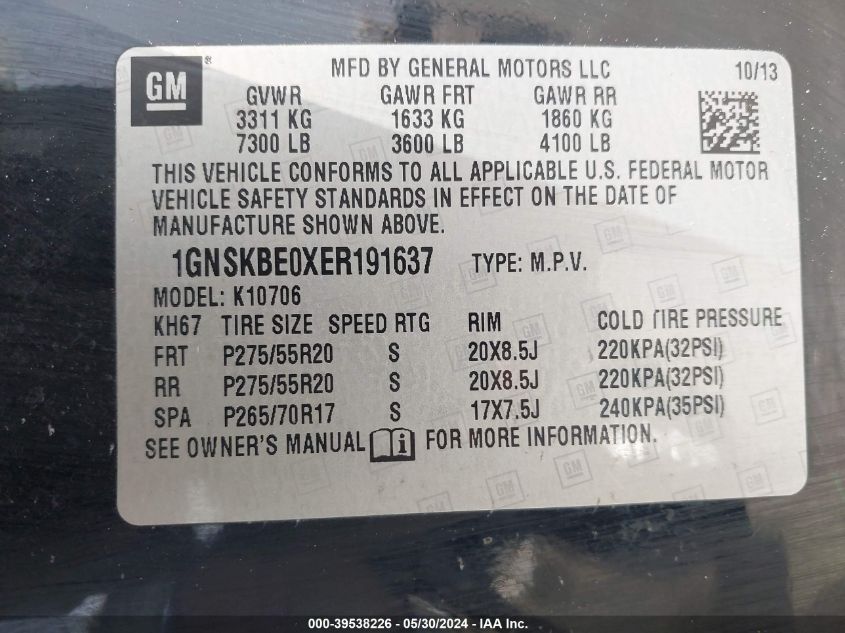 GM® MFD BY GENERAL MOTORS LLC 10/13
GVWR GAWR FRT GAWR RR
3311 KG 1633 KG 1860 KG
7300 LB 3600 LB 4100 LB
THIS VEHICLE CONFORMS TO ALL APPLICABLE U.S. FEDERAL MOTOR
VEHICLE SAFETY STANDARDS IN EFFECT ON THE DATE OF
MANUFACTURE SHOWN ABOVE.
1GNSKBE0XER191637 TYPE: M.P.V.
MODEL: K10706
KH67 TIRE SIZE SPEED RTG RIM COLD TIRE PRESSURE
FRT P275/55R20 S 20X8.5J 220KPA(32PSI)
RR P275/55R20 S 20X8.5J 220KPA(32PSI)
SPA P265/70R17 S 17X7.5J 240KPA(35PSI)
SEE OWNER'S MANUAL i FOR MORE INFORMATION.
000-39538226 - 05/30/2024 - IAA Inc.